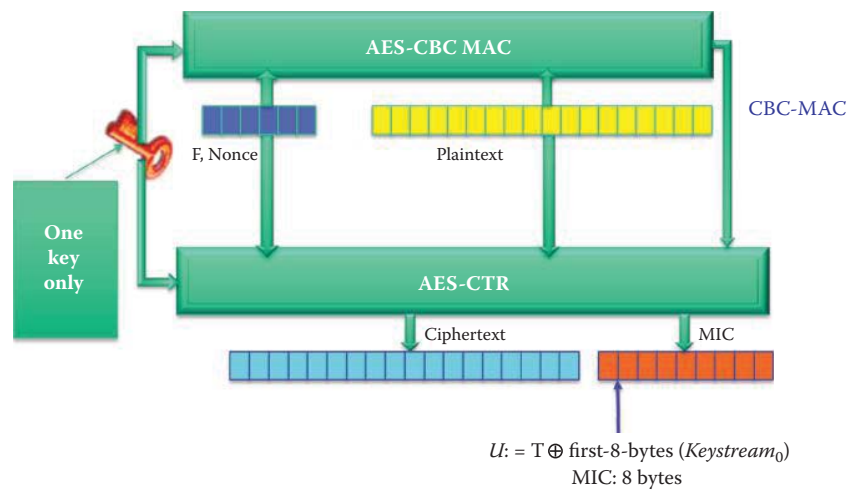 AES-CBC MAC
CBC-MAC
F, Nonce
Plaintext
One
key
only
AES-CTR
Ciphertext
MIC
U: = T ⊕ first-8-bytes (Keystream₀)
MIC: 8 bytes